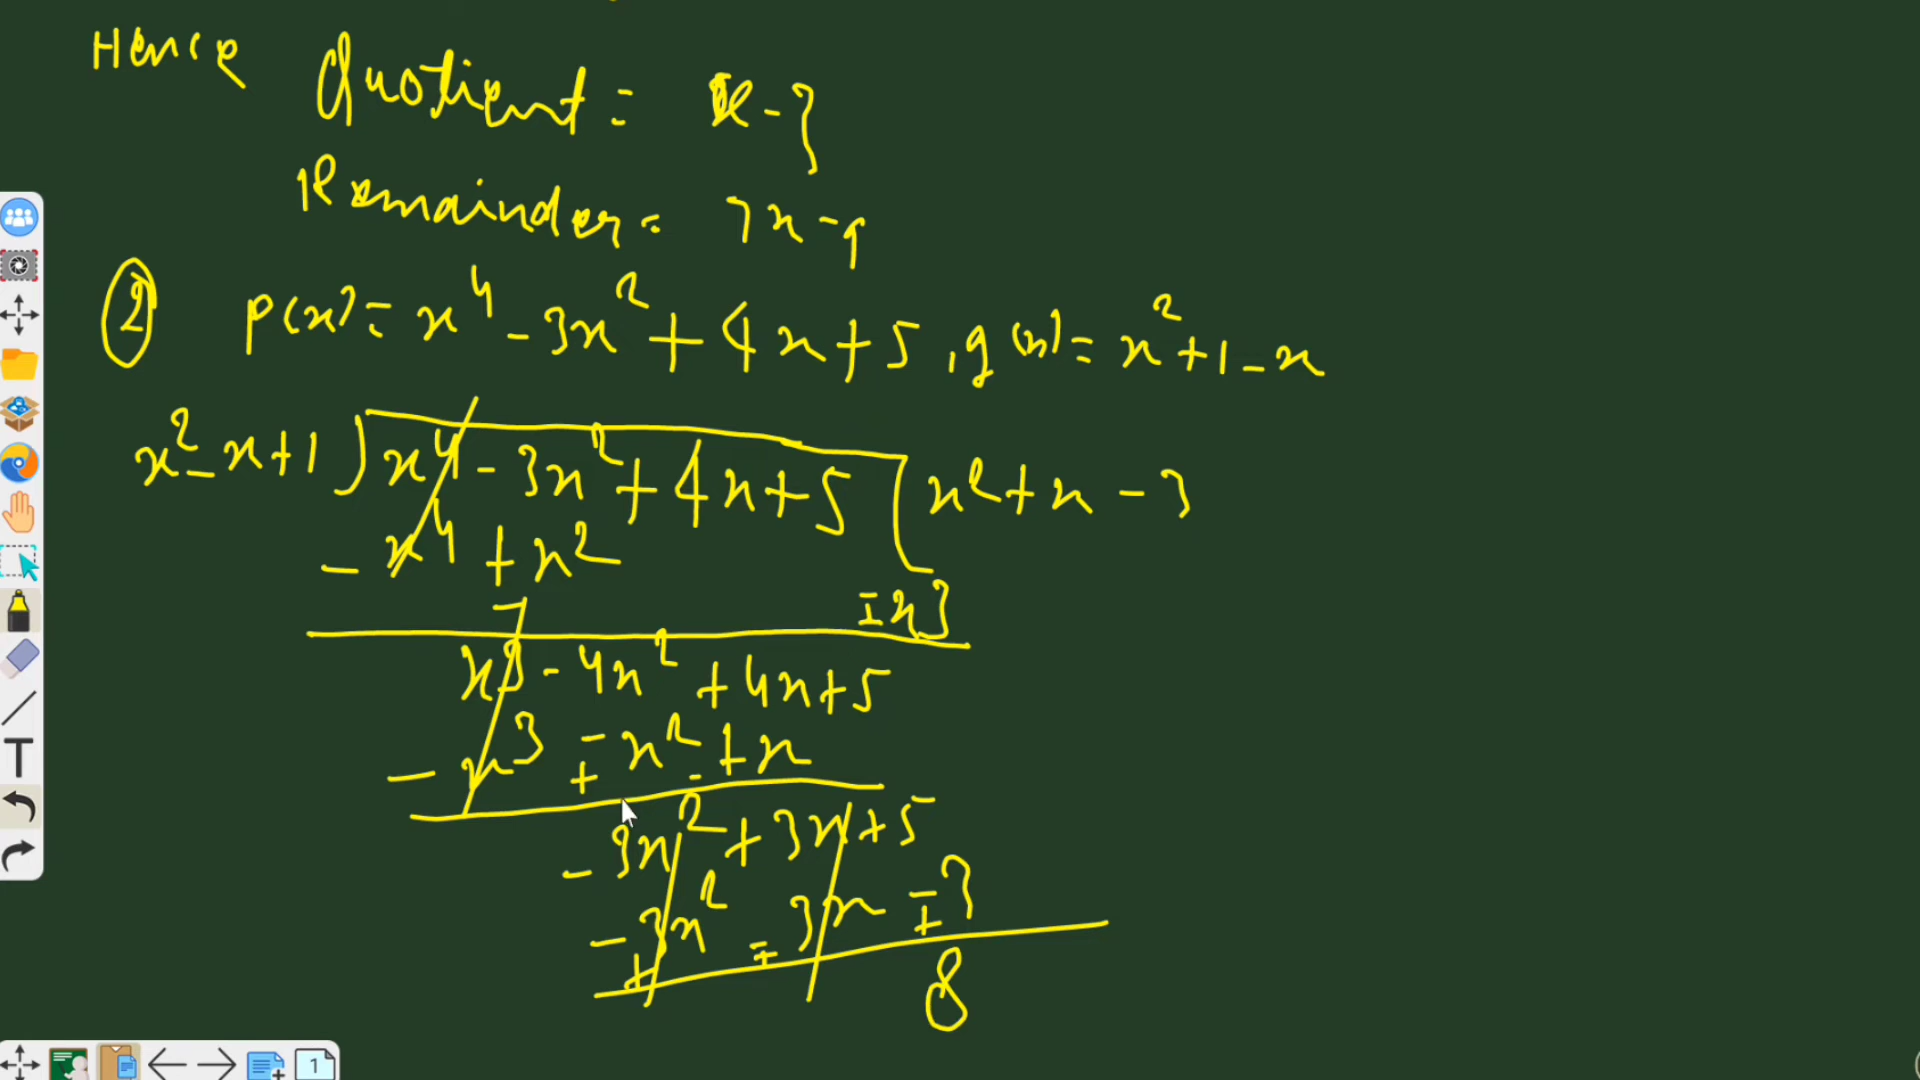 Hence Quotient = x - 3
Remainder = 7x - 9
② p(x) = x⁴ - 3x² + 4x + 5, g(x) = x² + 1 - x
x² - x + 1 ) x⁴ - 3x² + 4x + 5 ( x² + x - 3
- x⁴ + x²
- x³
x³ - 4x² + 4x + 5
- x³ - x² + x
+ -
- 3x² + 3x + 5
- 3x² + 3x - 3
+ - +
8
T
1